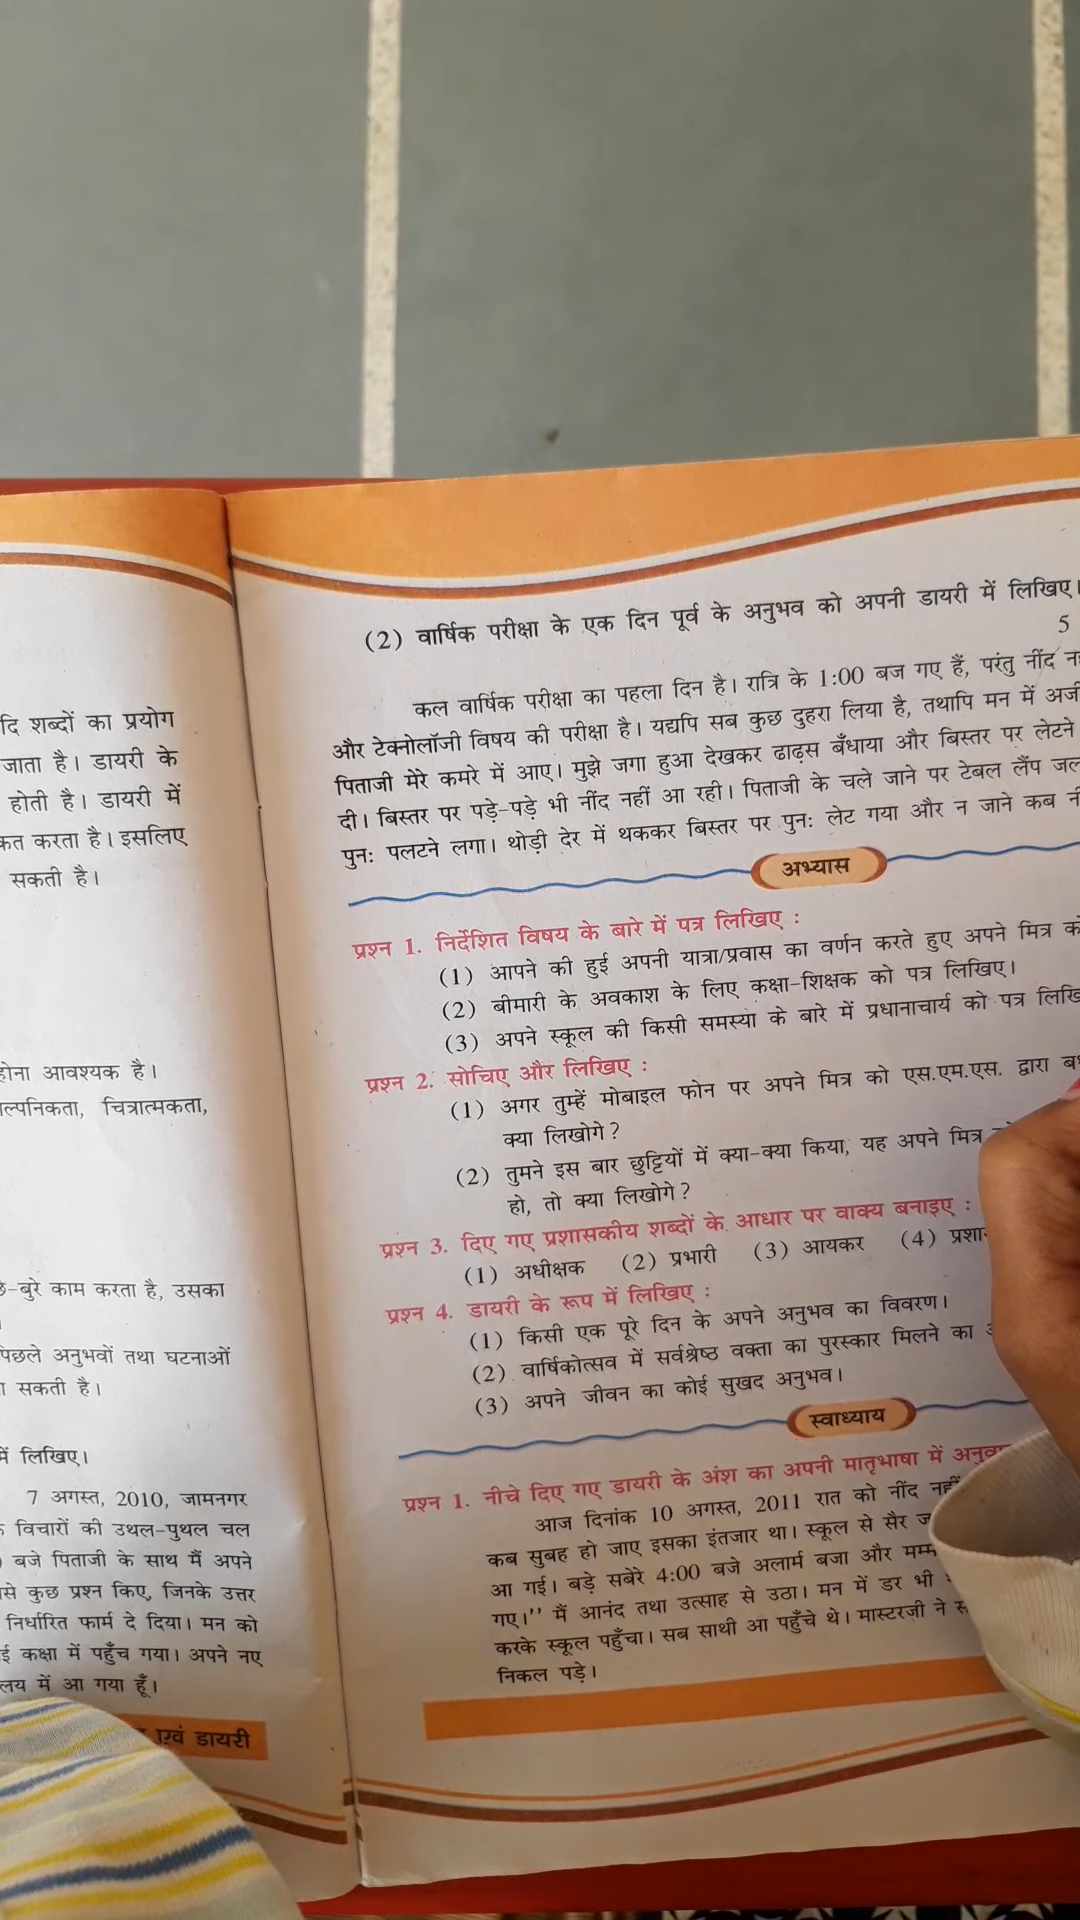 दि शब्दों का प्रयोग
जाता है। डायरी के
होती है। डायरी में
करता है। इसलिए
सकती है।
होना आवश्यक है।
चित्रात्मकता,
बुरे काम करता है, उसका
पिछले अनुभवों तथा घटनाओं
सकती है।
में लिखिए।
7 अगस्त, 2010, जामनगर
विचारों की उथल-पुथल चल
बजे पिताजी के साथ मैं अपने
से कुछ प्रश्न किए, जिनके उत्तर
निर्धारित फार्म दे दिया। मन को
ई कक्षा में पहुँच गया। अपने नए
लय में आ गया हूँ।
एवं डायरी
(2) वार्षिक परीक्षा के एक दिन पूर्व के अनुभव को अपनी डायरी में लिखिए।
5
कल वार्षिक परीक्षा का पहला दिन है। रात्रि के 1:00 बज गए हैं, परंतु नींद
और टेक्नोलॉजी विषय की परीक्षा है। यद्यपि सब कुछ दुहरा लिया है, तथापि मन में
पिताजी मेरे कमरे में आए। मुझे जगा हुआ देखकर ढाढ़स बँधाया और बिस्तर पर लेटने
दी। बिस्तर पर पड़े-पड़े भी नींद नहीं आ रही। पिताजी के चले जाने पर टेबल लैंप जल
पुनः पलटने लगा। थोड़ी देर में थककर बिस्तर पर पुनः लेट गया और न जाने कब
अभ्यास
प्रश्न 1. निर्देशित विषय के बारे में पत्र लिखिए :
(1) आपने की हुई अपनी यात्रा/प्रवास का वर्णन करते हुए अपने मित्र
(2) बीमारी के अवकाश के लिए कक्षा-शिक्षक को पत्र लिखिए।
(3) अपने स्कूल की किसी समस्या के बारे में प्रधानाचार्य को पत्र
प्रश्न 2. सोचिए और लिखिए :
(1) अगर तुम्हें मोबाइल फोन पर अपने मित्र को एस.एम.एस. द्वारा
क्या लिखोगे ?
(2) तुमने इस बार छुट्टियों में क्या-क्या किया, यह अपने मित्र
हो, तो क्या लिखोगे ?
प्रश्न 3. दिए गए प्रशासकीय शब्दों के आधार पर वाक्य बनाइए :
(1) अधीक्षक (2) प्रभारी (3) आयकर (4)
प्रश्न 4. डायरी के रूप में लिखिए :
(1) किसी एक पूरे दिन के अपने अनुभव का विवरण।
(2) वार्षिकोत्सव में सर्वश्रेष्ठ वक्ता का पुरस्कार मिलने का
(3) अपने जीवन का कोई सुखद अनुभव।
स्वाध्याय
प्रश्न 1. नीचे दिए गए डायरी के अंश का अपनी मातृभाषा में
आज दिनांक 10 अगस्त, 2011 रात को नींद नहीं
कब सुबह हो जाए इसका इंतजार था। स्कूल से सैर
आ गई। बड़े सबेरे 4:00 बजे अलार्म बजा और
गए।'' मैं आनंद तथा उत्साह से उठा। मन में डर भी
करके स्कूल पहुँचा। सब साथी आ पहुँचे थे। मास्टरजी ने
निकल पड़े।